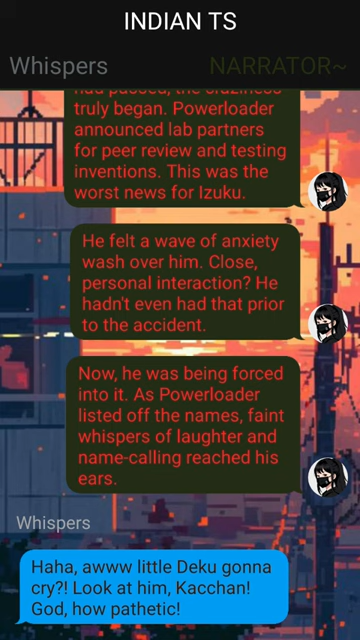 INDIAN TS
Whispers
NARRATOR~
had passed, the craziness
truly began. Powerloader
announced lab partners
for peer review and testing
inventions. This was the
worst news for Izuku.
He felt a wave of anxiety
wash over him. Close,
personal interaction? He
hadn't even had that prior
to the accident.
Now, he was being forced
into it. As Powerloader
listed off the names, faint
whispers of laughter and
name-calling reached his
ears.
Whispers
Haha, awww little Deku gonna
cry?! Look at him, Kacchan!
God, how pathetic!